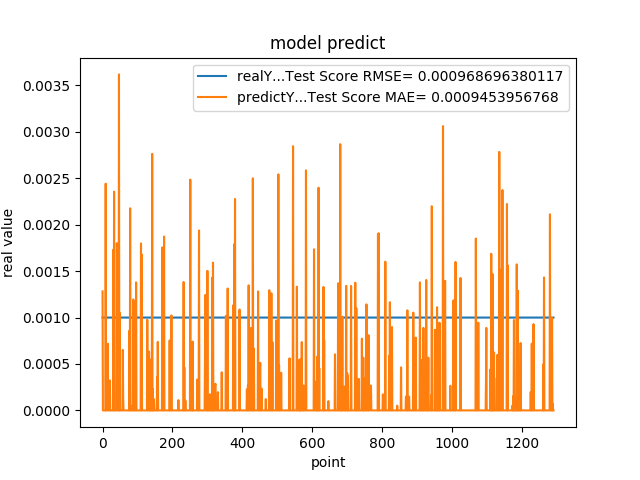 model predict
realY...Test Score RMSE= 0.000968696380117
predictY...Test Score MAE= 0.0009453956768
0.0035
0.0030
0.0025
0.0020
0.0015
0.0010
0.0005
0.0000
real value
0 200 400 600 800 1000 1200
point